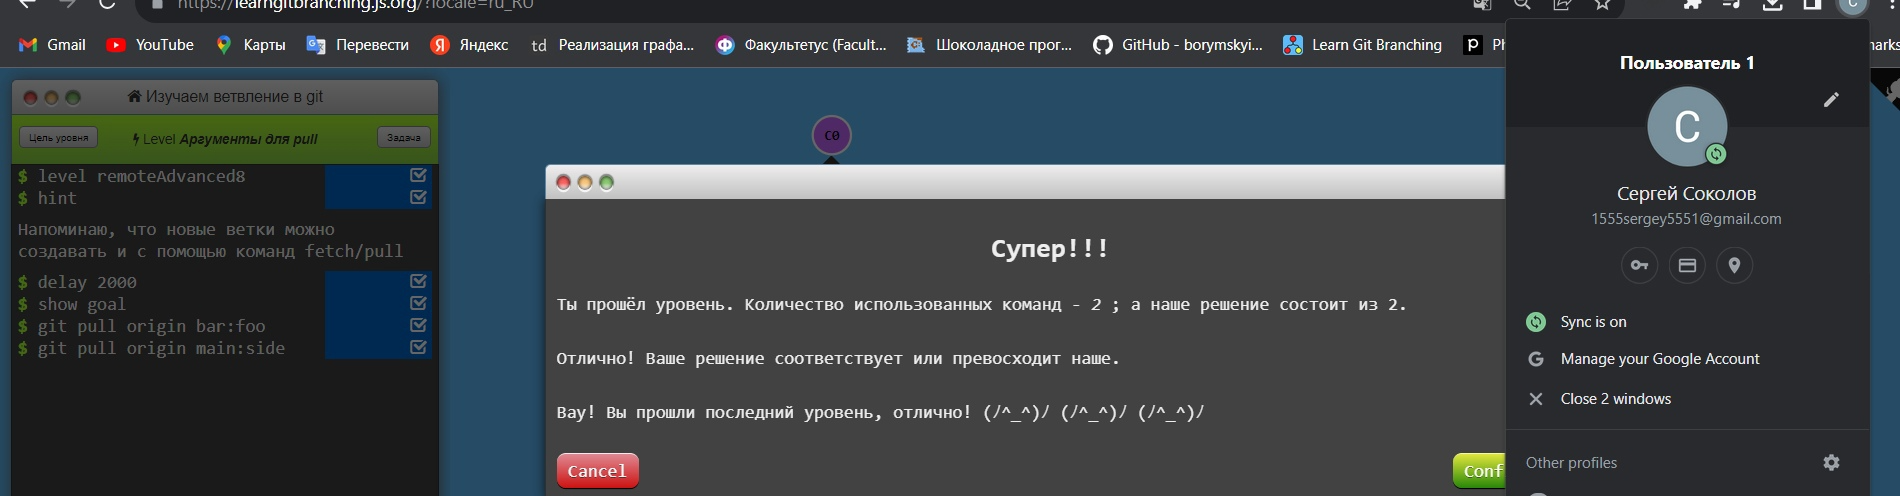 https://learngitbranching.js.org/?locale=ru_RU
Gmail
YouTube
Карты
Перевести
Яндекс
td Реализация графа...
Факультетус (Facult...
Шоколадное прог...
GitHub - borymskyi...
Learn Git Branching
Изучаем ветвление в git
Цель уровня
Level Аргументы для pull
Задача
$ level remoteAdvanced8
$ hint
Напоминаю, что новые ветки можно
создавать и с помощью команд fetch/pull
$ delay 2000
$ show goal
$ git pull origin bar:foo
$ git pull origin main:side
C0
Супер!!!
Ты прошёл уровень. Количество использованных команд - 2 ; а наше решение состоит из 2.
Отлично! Ваше решение соответствует или превосходит наше.
Вау! Вы прошли последний уровень, отлично! (/^_^)/ (/^_^)/ (/^_^)/
Cancel
Conf
Пользователь 1
C
Сергей Соколов
1555sergey5551@gmail.com
Sync is on
Manage your Google Account
Close 2 windows
Other profiles